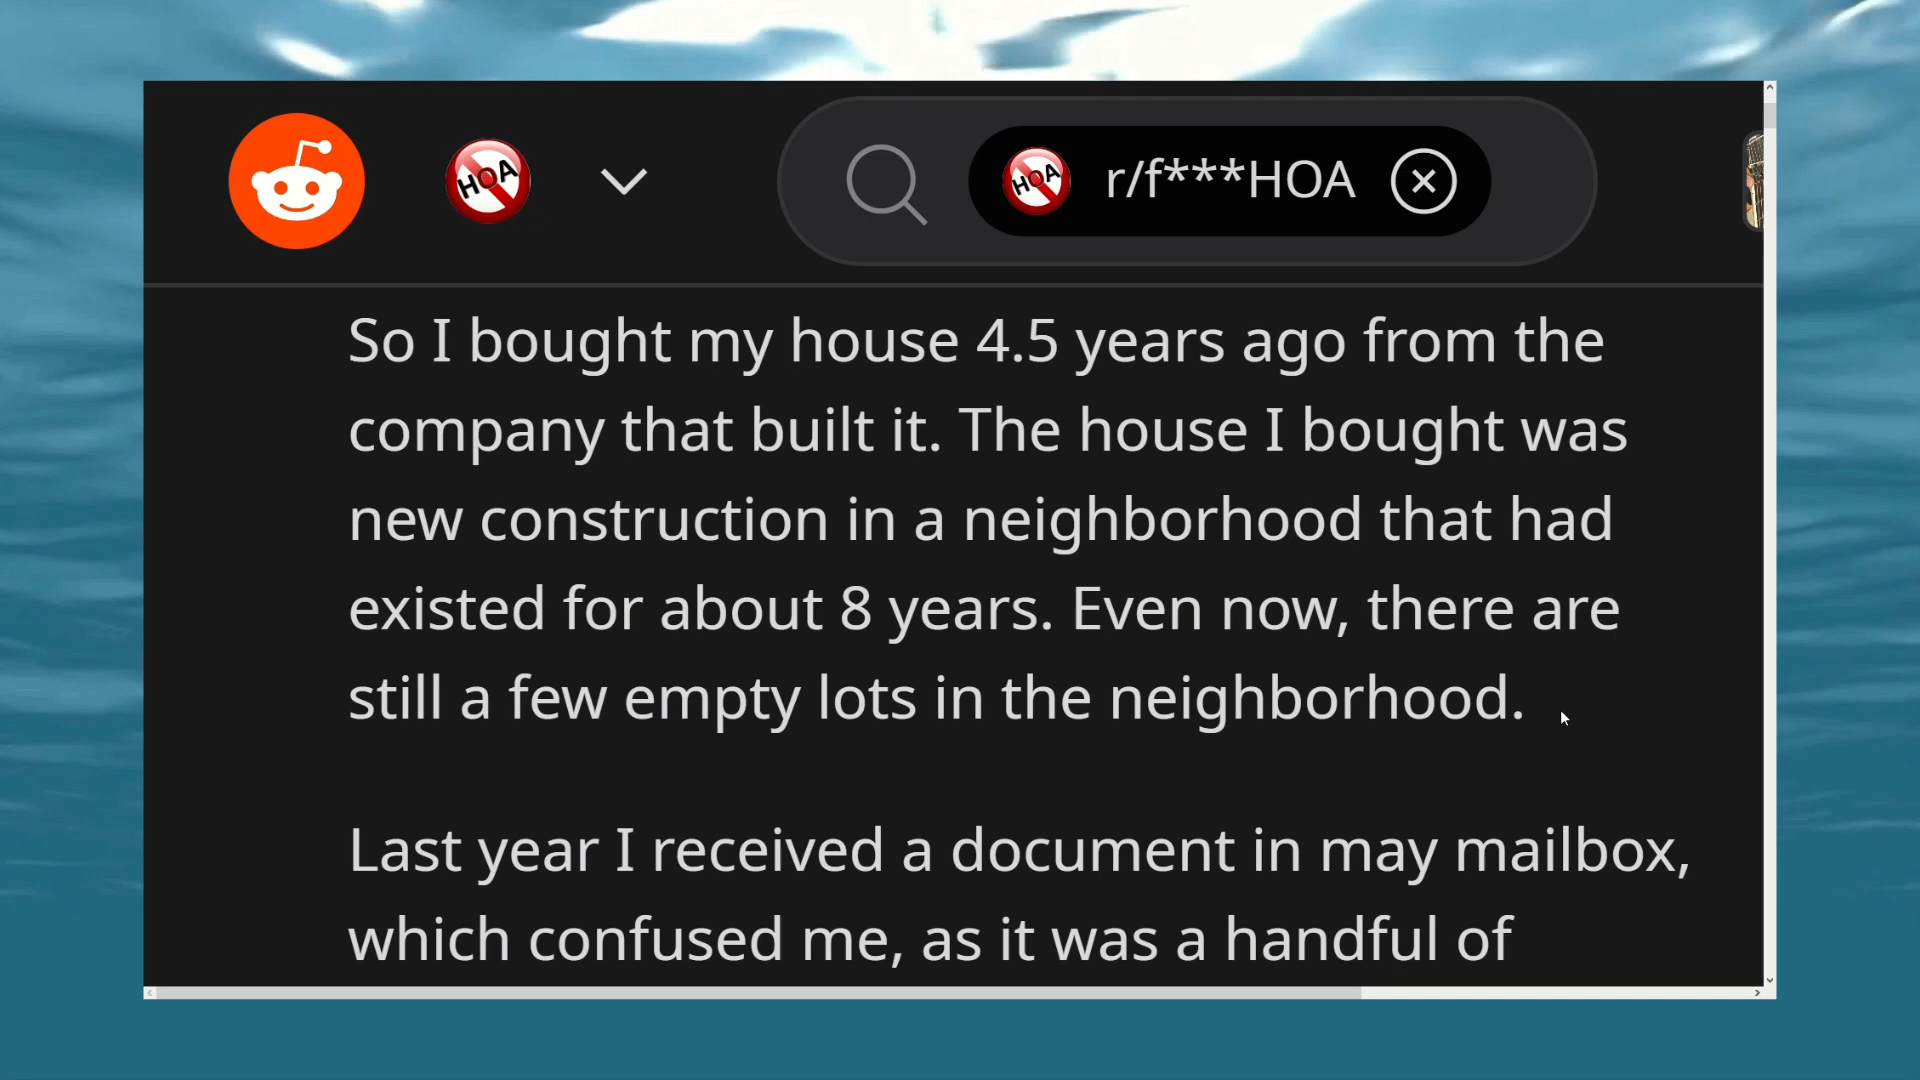 HOA
HOA
r/f***HOA
So I bought my house 4.5 years ago from the
company that built it. The house I bought was
new construction in a neighborhood that had
existed for about 8 years. Even now, there are
still a few empty lots in the neighborhood.
Last year I received a document in may mailbox,
which confused me, as it was a handful of